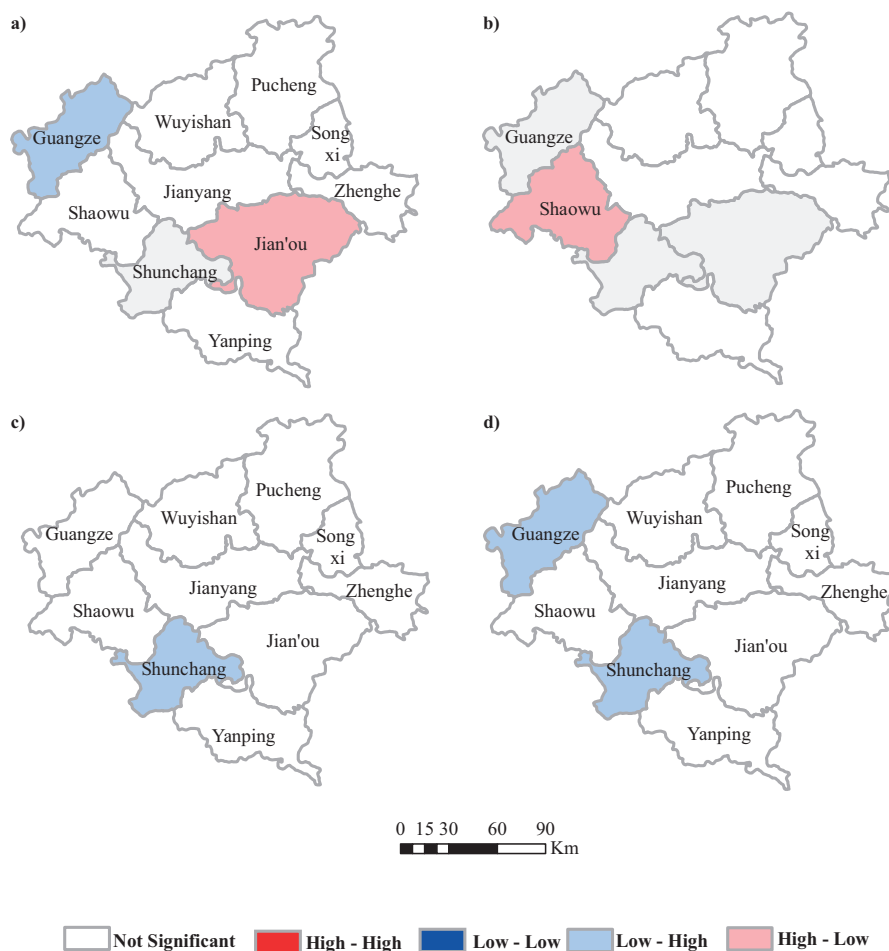 a)
Pucheng
Guangze
Wuyishan
Song
xi
Jianyang
Zhenghe
Shaowu
Jian'ou
Shunchang
Yanping
b)
Guangze
Shaowu
c)
Pucheng
Wuyishan
Guangze
Song
xi
Jianyang
Zhenghe
Shaowu
Jian'ou
Shunchang
Yanping
d)
Pucheng
Wuyishan
Guangze
Song
xi
Jianyang
Zhenghe
Shaowu
Jian'ou
Shunchang
Yanping
0 15 30 60 90
Km
Not Significant High - High Low - Low Low - High High - Low